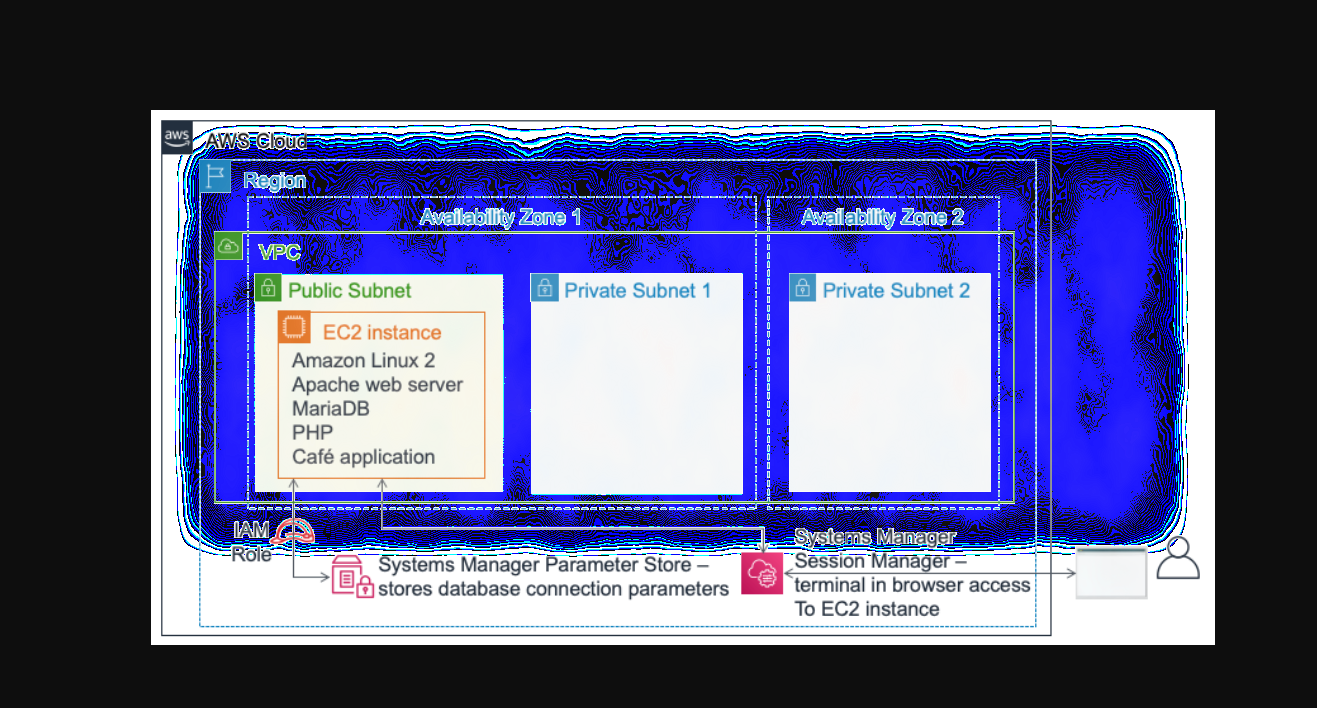 aws
AWS Cloud
Region
Availability Zone 1
Availability Zone 2
VPC
Public Subnet
Private Subnet 1
Private Subnet 2
EC2 instance
Amazon Linux 2
Apache web server
MariaDB
PHP
Café application
IAM
Role
Systems Manager Parameter Store –
stores database connection parameters
Systems Manager
Session Manager –
terminal in browser access
To EC2 instance